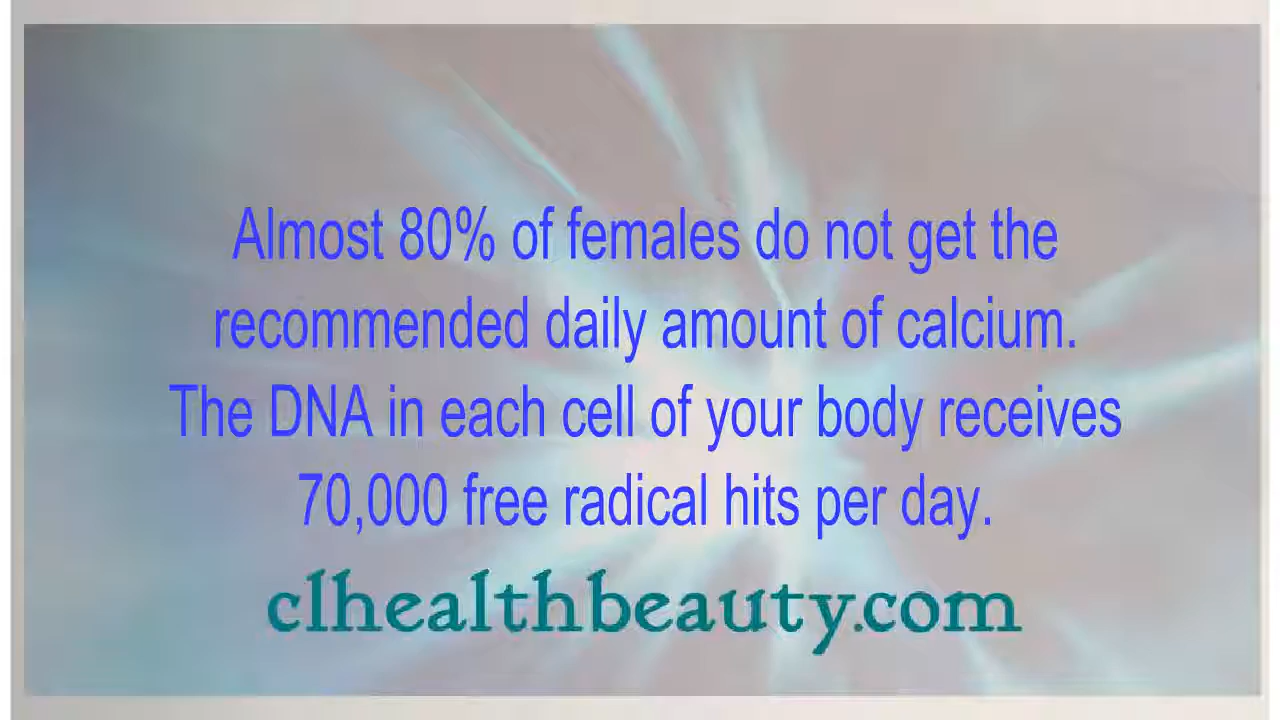 Almost 80% of females do not get the
recommended daily amount of calcium.
The DNA in each cell of your body receives
70,000 free radical hits per day.
clhealthbeauty.com